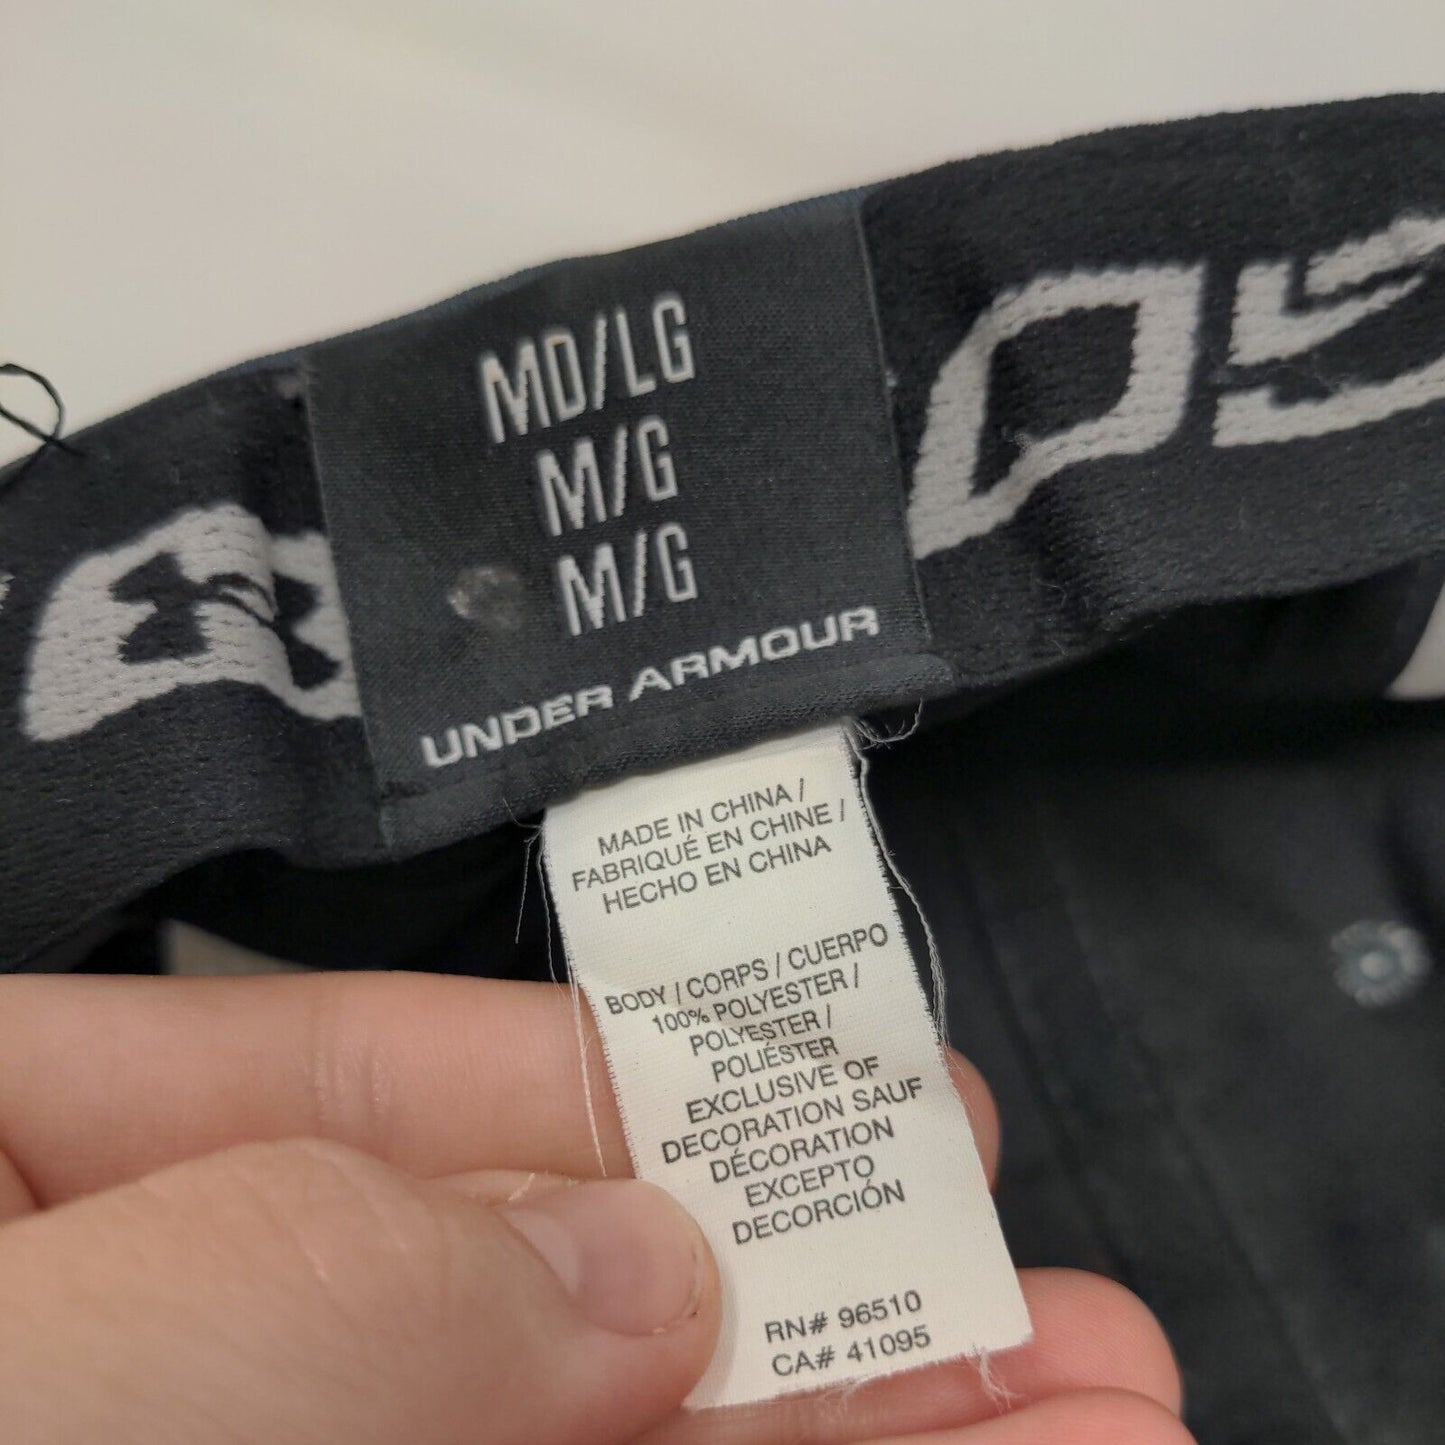 MD/LG
M/G
M/G
UNDER ARMOUR
MADE IN CHINA /
FABRIQUÉ EN CHINE /
HECHO EN CHINA
BODY / CORPS / CUERPO
100% POLYESTER /
POLYESTER /
POLIÉSTER
EXCLUSIVE OF
DECORATION SAUF
DÉCORATION
EXCEPTO
DECORCIÓN
RN# 96510
CA# 41095